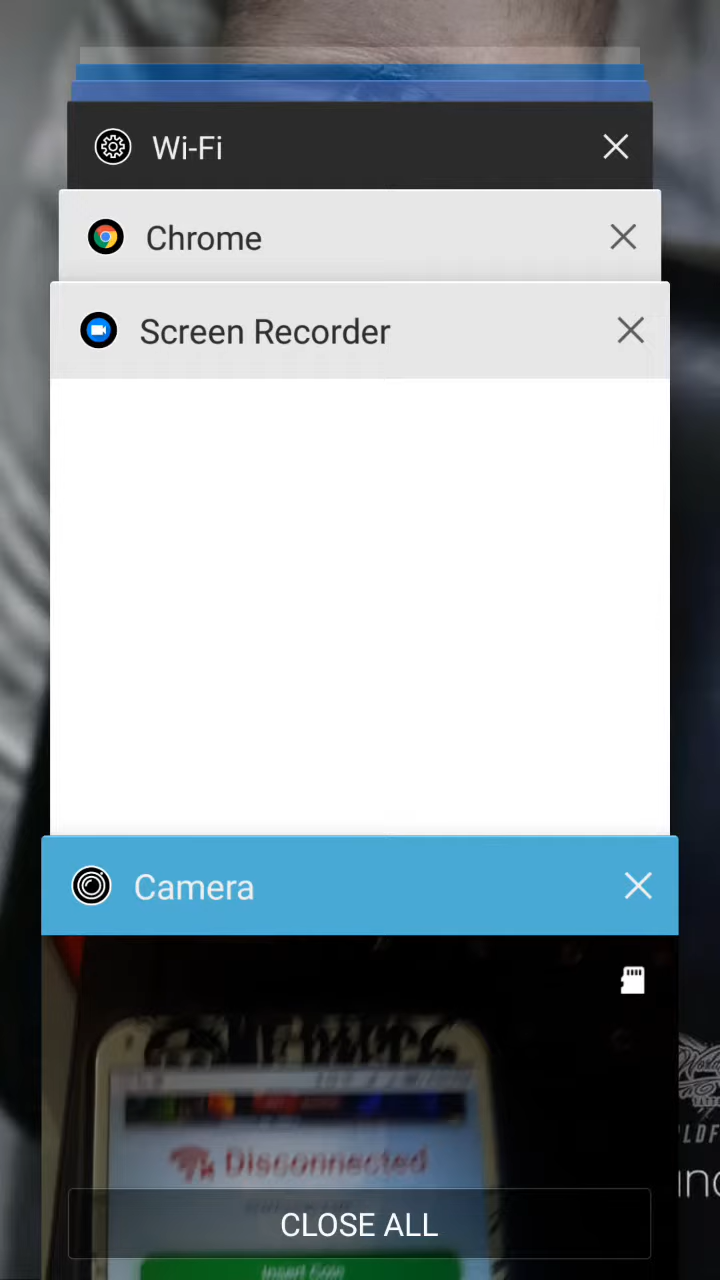 Wi-Fi
Chrome
Screen Recorder
Camera
Disconnected
CLOSE ALL